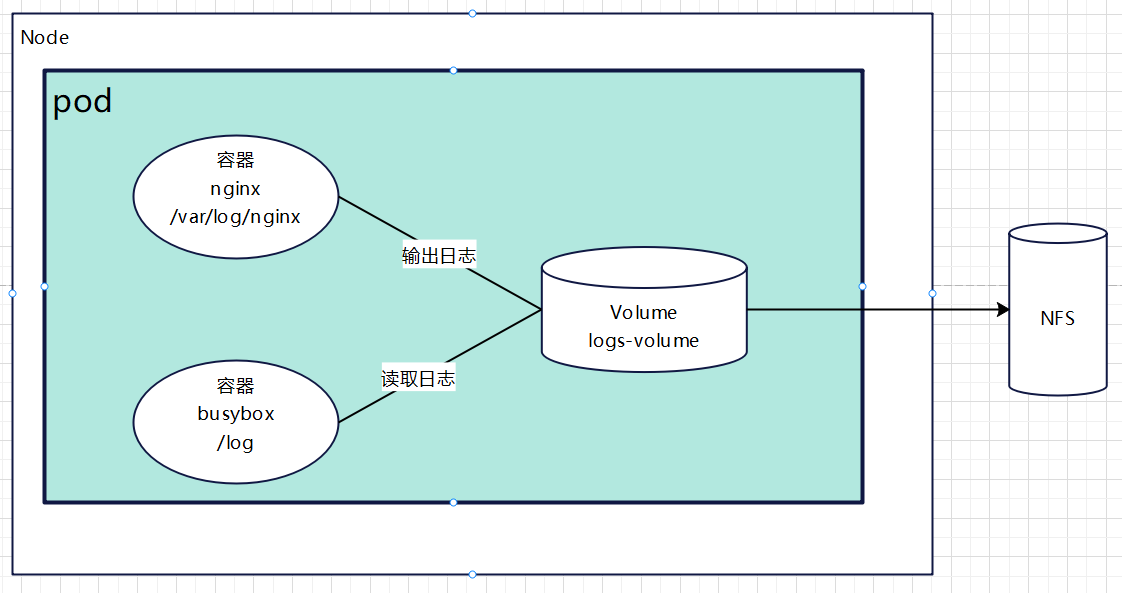 Node
pod
容器
nginx
/var/log/nginx
输出日志
Volume
logs-volume
NFS
读取日志
容器
busybox
/log